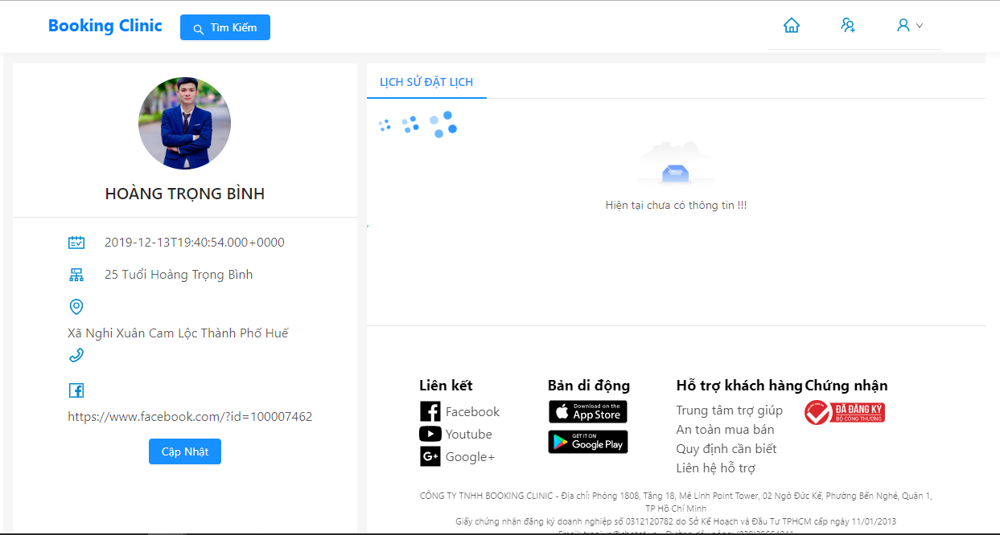 Booking Clinic
Tìm Kiếm
HOÀNG TRỌNG BÌNH
2019-12-13T19:40:54.000+0000
25 Tuổi Hoàng Trọng Bình
Xã Nghi Xuân Cam Lộc Thành Phố Huế
https://www.facebook.com/?id=100007462
Cập Nhật
LỊCH SỬ ĐẶT LỊCH
Hiện tại chưa có thông tin !!!
Liên kết
Facebook
Youtube
G+ Google+
Bản di động
Download on the
App Store
GET IT ON
Google Play
Hỗ trợ khách hàng
Trung tâm trợ giúp
An toàn mua bán
Quy định cần biết
Liên hệ hỗ trợ
Chứng nhận
ĐÃ ĐĂNG KÝ
BỘ CÔNG THƯƠNG
CÔNG TY TNHH BOOKING CLINIC - Địa chỉ: Phòng 1808, Tầng 18, Mê Linh Point Tower, 02 Ngô Đức Kế, Phường Bến Nghé, Quận 1,
TP Hồ Chí Minh
Giấy chứng nhận đăng ký doanh nghiệp số 0312120782 do Sở Kế Hoạch và Đầu Tư TPHCM cấp ngày 11/01/2013